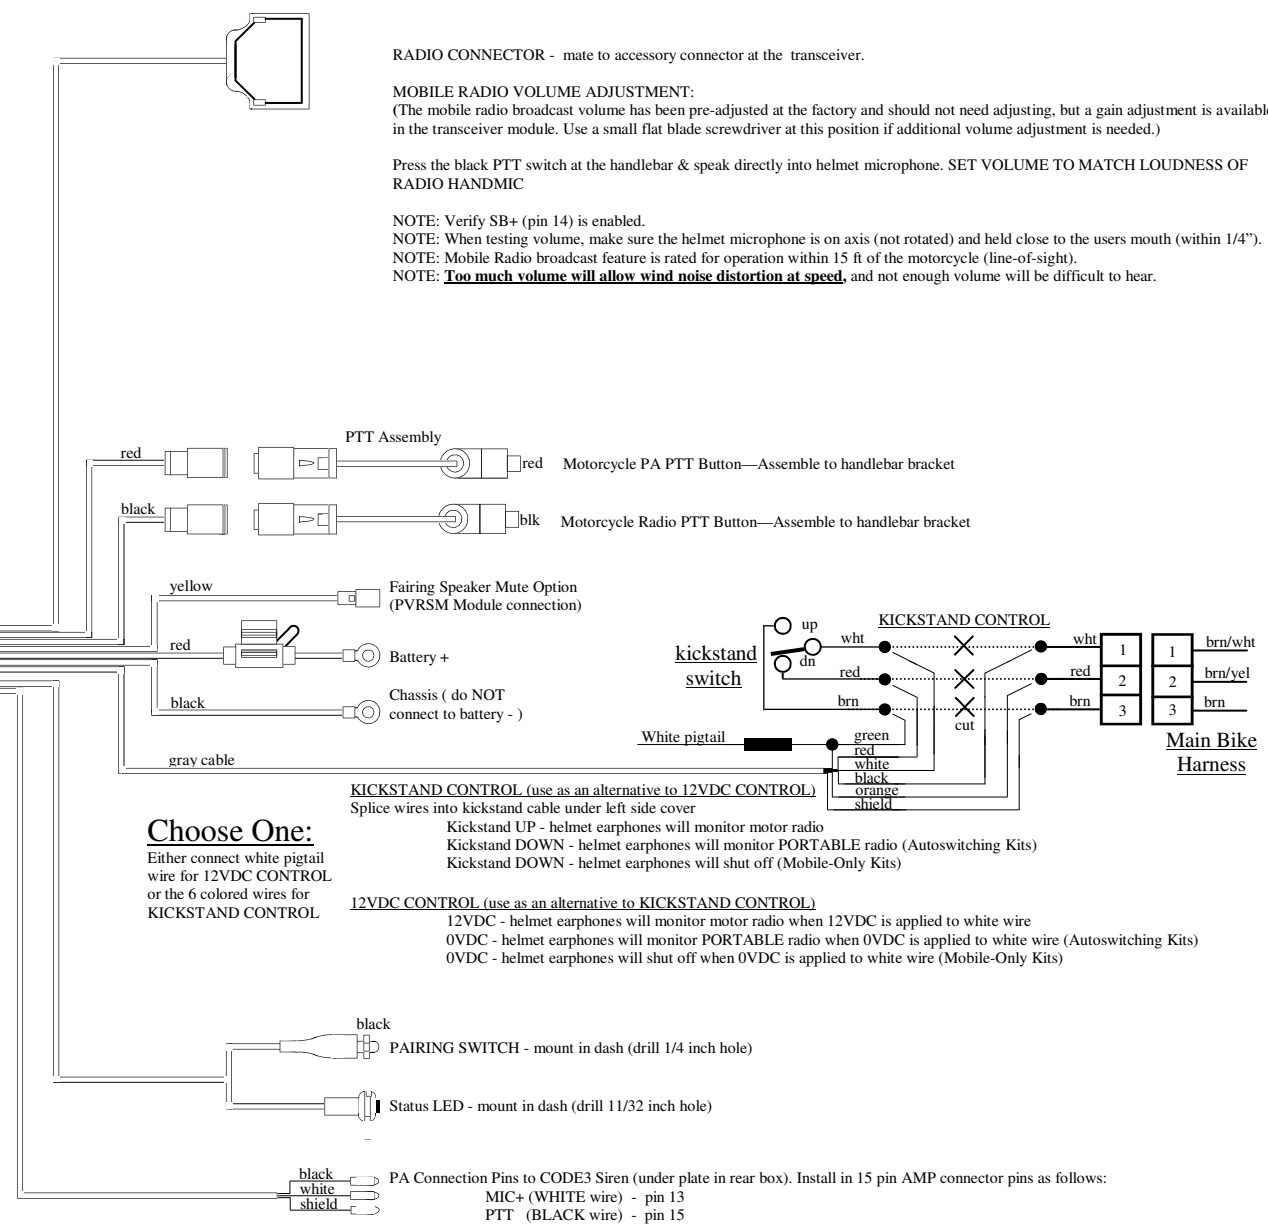 RADIO CONNECTOR - mate to accessory connector at the transceiver.
MOBILE RADIO VOLUME ADJUSTMENT:
(The mobile radio broadcast volume has been pre-adjusted at the factory and should not need adjusting, but a gain adjustment is available
in the transceiver module. Use a small flat blade screwdriver at this position if additional volume adjustment is needed.)
Press the black PTT switch at the handlebar & speak directly into helmet microphone. SET VOLUME TO MATCH LOUDNESS OF
RADIO HANDMIC
NOTE: Verify SB+ (pin 14) is enabled.
NOTE: When testing volume, make sure the helmet microphone is on axis (not rotated) and held close to the users mouth (within 1/4”).
NOTE: Mobile Radio broadcast feature is rated for operation within 15 ft of the motorcycle (line-of-sight).
NOTE: Too much volume will allow wind noise distortion at speed, and not enough volume will be difficult to hear.
PTT Assembly
red
red
Motorcycle PA PTT Button—Assemble to handlebar bracket
black
blk
Motorcycle Radio PTT Button—Assemble to handlebar bracket
yellow
Fairing Speaker Mute Option
(PVRSM Module connection)
red
Battery +
black
Chassis ( do NOT
connect to battery - )
gray cable
KICKSTAND CONTROL
kickstand
switch
up
dn
wht
red
brn
cut
wht
red
brn
1
2
3
1
2
3
brn/wht
brn/yel
brn
Main Bike
Harness
White pigtail
green
red
white
black
orange
shield
KICKSTAND CONTROL (use as an alternative to 12VDC CONTROL)
Splice wires into kickstand cable under left side cover
Kickstand UP - helmet earphones will monitor motor radio
Kickstand DOWN - helmet earphones will monitor PORTABLE radio (Autoswitching Kits)
Kickstand DOWN - helmet earphones will shut off (Mobile-Only Kits)
Choose One:
Either connect white pigtail
wire for 12VDC CONTROL
or the 6 colored wires for
KICKSTAND CONTROL
12VDC CONTROL (use as an alternative to KICKSTAND CONTROL)
12VDC - helmet earphones will monitor motor radio when 12VDC is applied to white wire
0VDC - helmet earphones will monitor PORTABLE radio when 0VDC is applied to white wire (Autoswitching Kits)
0VDC - helmet earphones will shut off when 0VDC is applied to white wire (Mobile-Only Kits)
black
PAIRING SWITCH - mount in dash (drill 1/4 inch hole)
Status LED - mount in dash (drill 11/32 inch hole)
black
white
shield
PA Connection Pins to CODE3 Siren (under plate in rear box). Install in 15 pin AMP connector pins as follows:
MIC+ (WHITE wire) - pin 13
PTT (BLACK wire) - pin 15